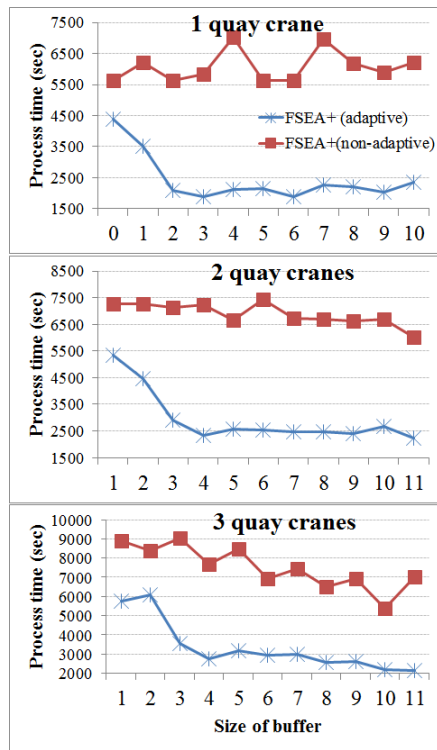 1 quay crane
7500
6500
5500
4500
3500
2500
1500
Process time (sec)
FSEA+ (adaptive)
FSEA+(non-adaptive)
0 1 2 3 4 5 6 7 8 9 10
2 quay cranes
8500
7500
6500
5500
4500
3500
2500
1500
Process time (sec)
1 2 3 4 5 6 7 8 9 10 11
3 quay cranes
10000
9000
8000
7000
6000
5000
4000
3000
2000
Process time (sec)
1 2 3 4 5 6 7 8 9 10 11
Size of buffer